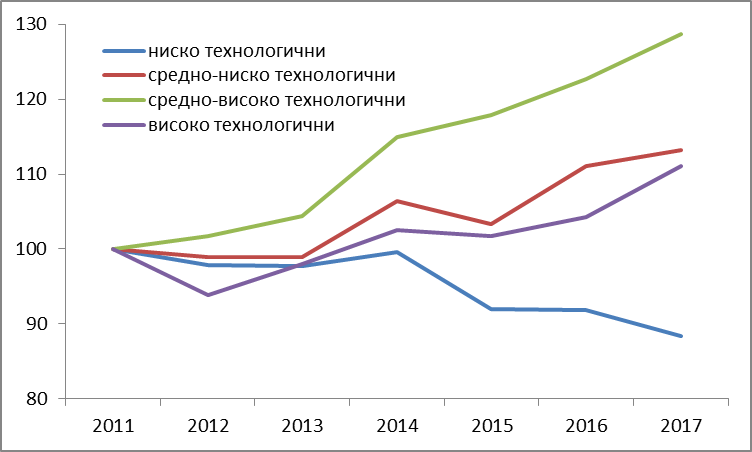 130
120
110
100
90
80
ниско технологични
средно-ниско технологични
средно-високо технологични
високо технологични
2011 2012 2013 2014 2015 2016 2017